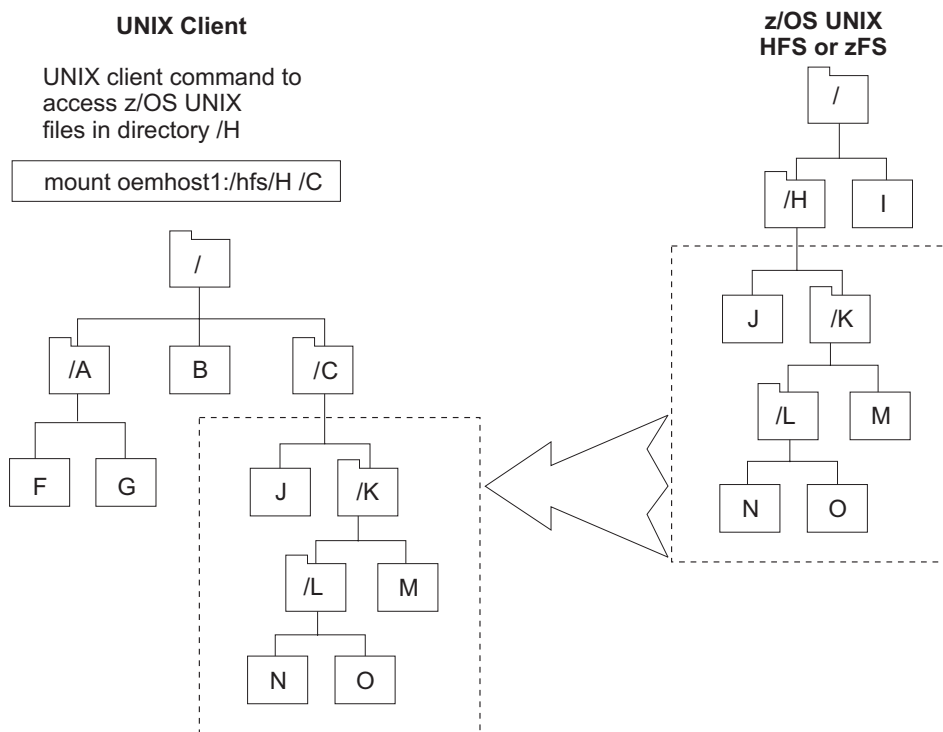 UNIX Client
UNIX client command to
access z/OS UNIX
files in directory /H
mount oemhost1:/hfs/H /C
/
/A
B
/C
F
G
J
/K
/L
M
N
O
z/OS UNIX
HFS or zFS
/
/H
I
J
/K
/L
M
N
O